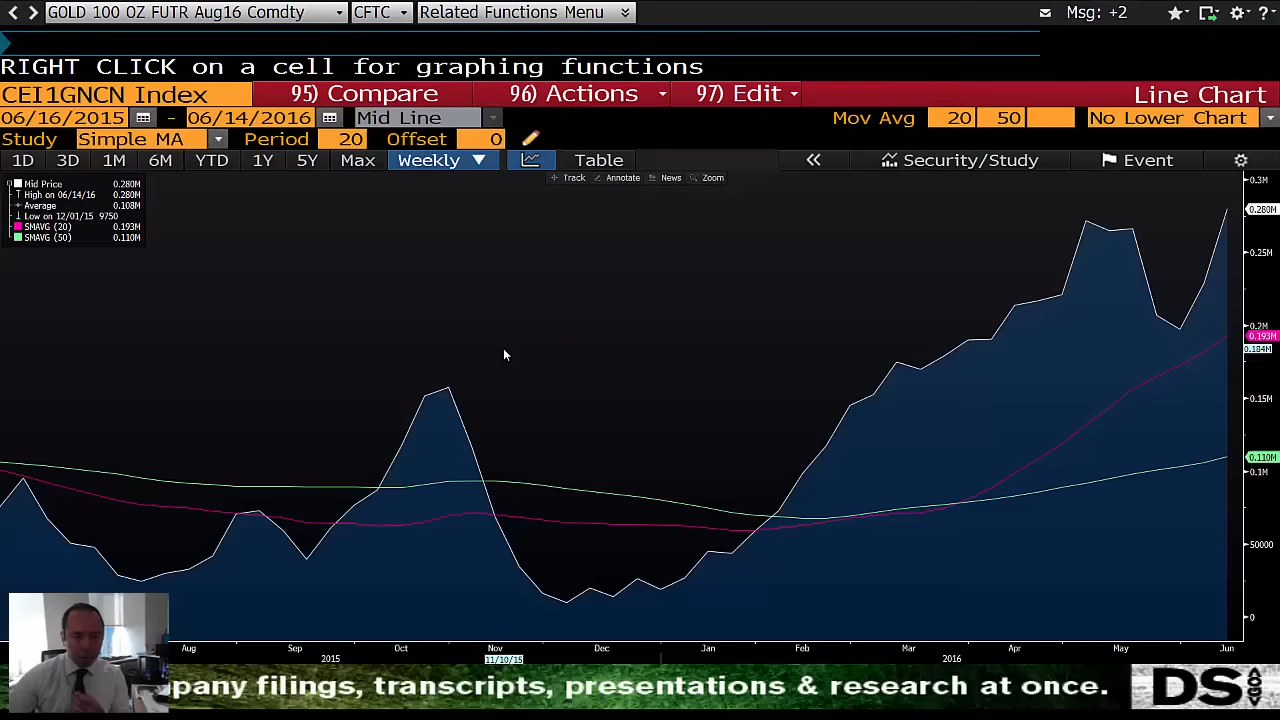 GOLD 100 OZ FUTR Aug16 Comdty CFTC Related Functions Menu Msg: +2 ?
RIGHT CLICK on a cell for graphing functions
CEI1GNCN Index 95) Compare 96) Actions 97) Edit Line Chart
06/16/2015 - 06/14/2016 Mid Line Mov Avg 20 50 No Lower Chart
Study Simple MA Period 20 Offset 0
1D 3D 1M 6M YTD 1Y 5Y Max Weekly Table Security/Study Event
Track Annotate News Zoom
Mid Price 0.280M
High on 06/14/16 0.280M
Average 0.108M
Low on 12/01/15 9750
SMAVG (20) 0.193M
SMAVG (50) 0.110M
0.3M
0.280M
0.25M
0.2M
0.193M
0.184M
0.15M
0.110M
0.1M
50000
0
Aug Sep Oct Nov Dec Jan Feb Mar Apr May Jun
2015 11/10/15 2016
pany filings, transcripts, presentations & research at once. DS